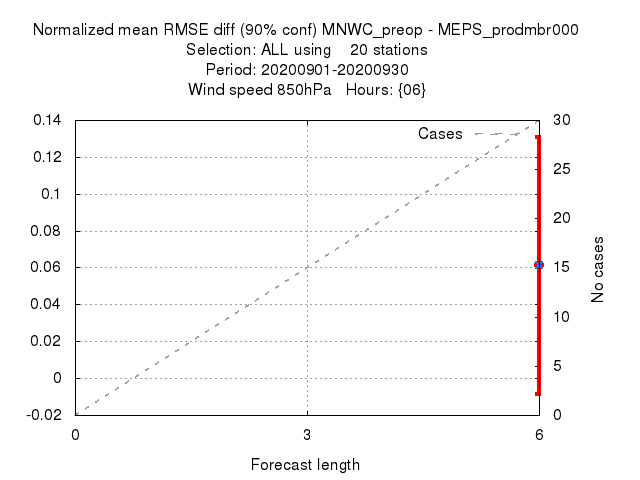 Normalized mean RMSE diff (90% conf) MNWC_preop - MEPS_prodmbr000
Selection: ALL using    20 stations
Period: 20200901-20200930
Wind speed 850hPa   Hours: {06}
Cases
0.14
0.12
0.1
0.08
0.06
0.04
0.02
0
-0.02
30
25
20
15
10
5
0
No cases
0
3
6
Forecast length